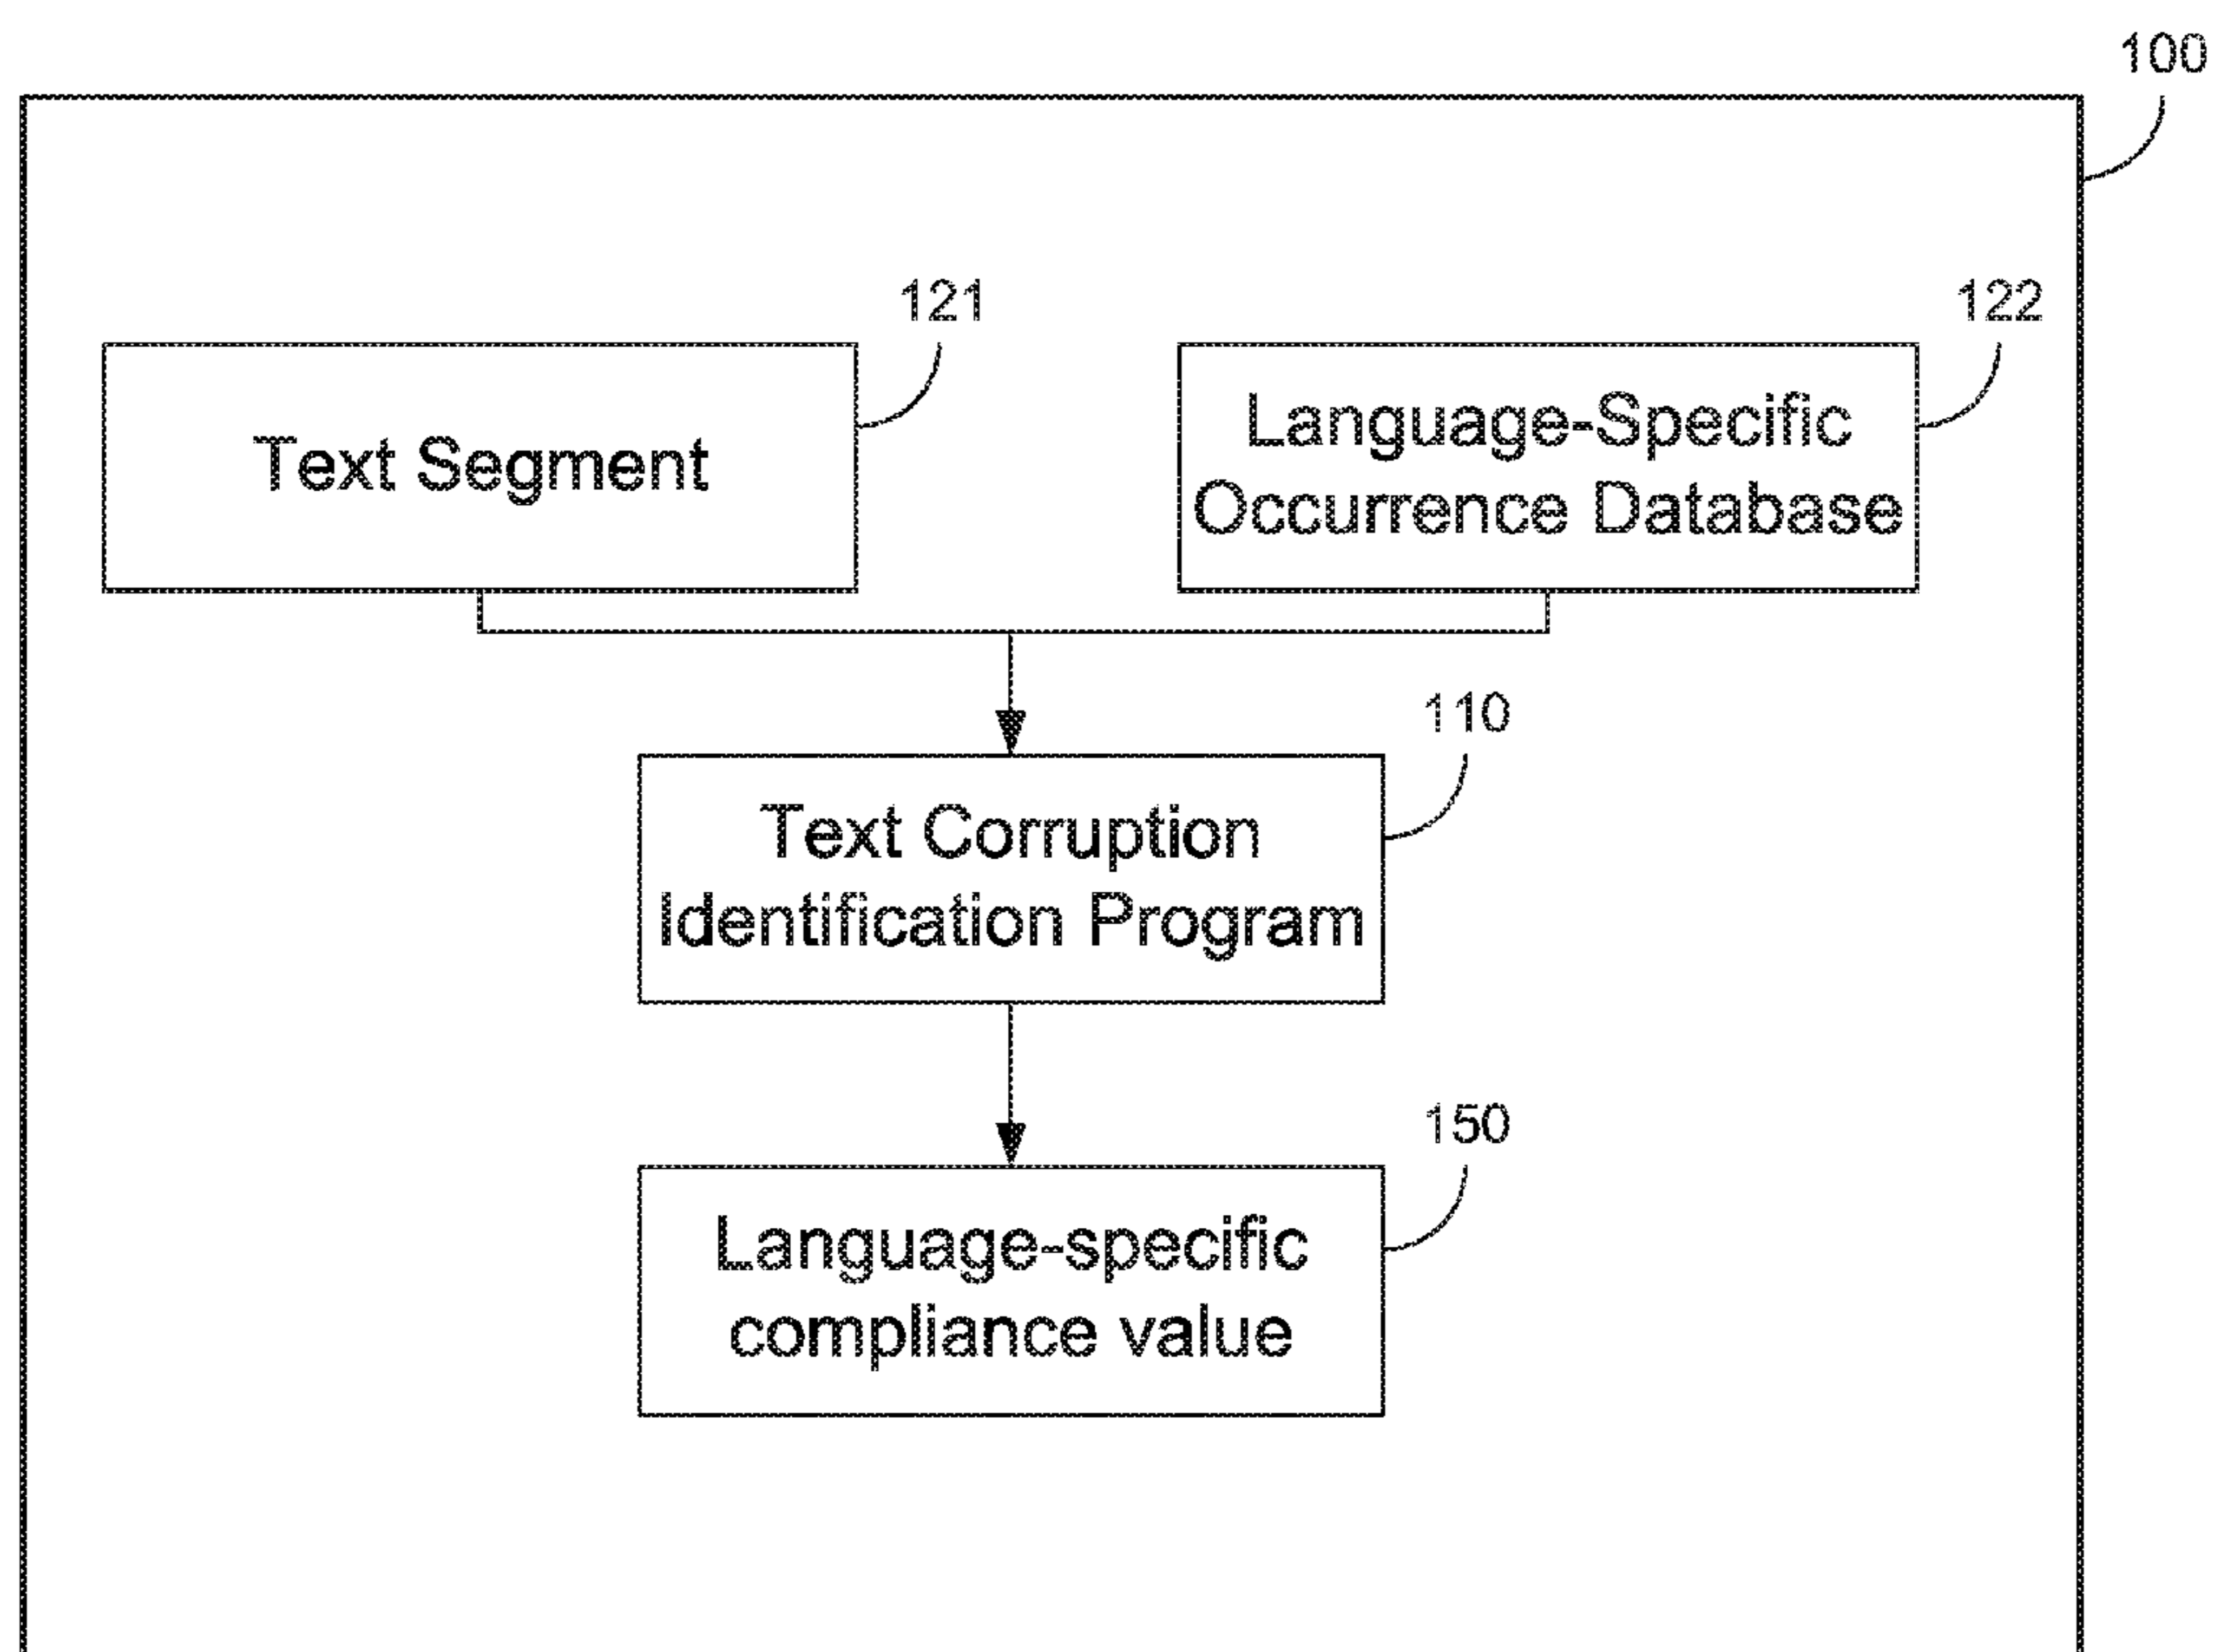 100
121
122
Text Segment
Language-Specific
Occurrence Database
110
Text Corruption
Identification Program
150
Language-specific
compliance value